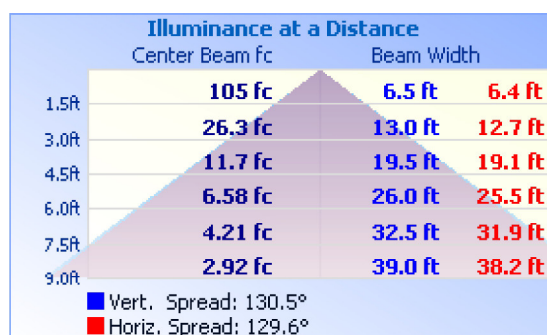 Illuminance at a Distance
Center Beam fc Beam Width
1.5ft 105 fc 6.5 ft 6.4 ft
3.0ft 26.3 fc 13.0 ft 12.7 ft
4.5ft 11.7 fc 19.5 ft 19.1 ft
6.0ft 6.58 fc 26.0 ft 25.5 ft
7.5ft 4.21 fc 32.5 ft 31.9 ft
9.0ft 2.92 fc 39.0 ft 38.2 ft
Vert. Spread: 130.5°
Horiz. Spread: 129.6°